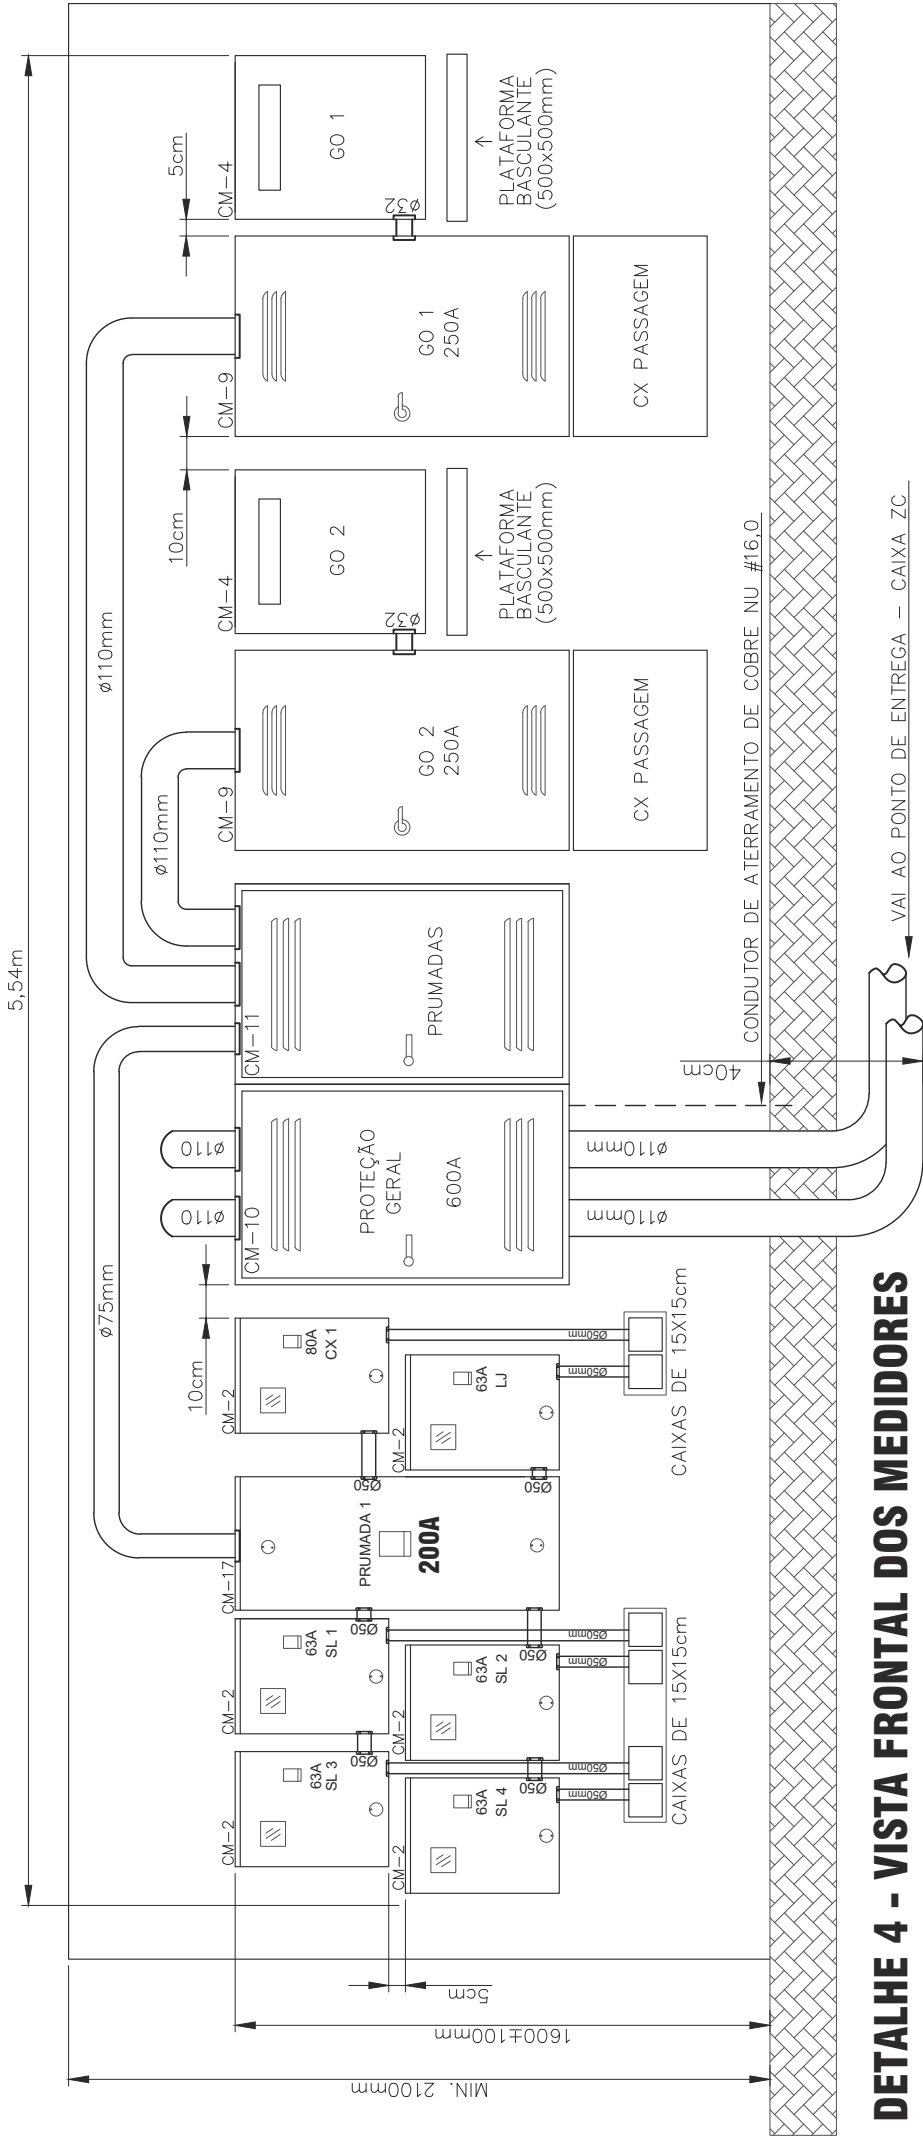 5,54m
MIN. 2100mm
1600±100mm
5cm
CM-2
63A
SL 3
CM-2
63A
SL 4
Ø50
Ø50
CM-2
63A
SL 1
CM-2
63A
SL 2
Ø50mm
Ø50mm
Ø50mm
Ø50mm
CAIXAS DE 15X15cm
Ø50
Ø50
CM-17
PRUMADA 1
200A
Ø75mm
Ø50
Ø50
CM-2
80A
CX 1
CM-2
63A
LJ
Ø50mm
Ø50mm
CAIXAS DE 15X15cm
10cm
CM-10
PROTEÇÃO
GERAL
600A
ø110
ø110
ø110mm
ø110mm
CM-11
PRUMADAS
40cm
CONDUTOR DE ATERRAMENTO DE COBRE NU #16,0
VAI AO PONTO DE ENTREGA - CAIXA ZC
ø110mm
ø110mm
CM-9
GO 2
250A
CX PASSAGEM
ø32
CM-4
GO 2
PLATAFORMA
BASCULANTE
(500x500mm)
10cm
CM-9
GO 1
250A
CX PASSAGEM
ø32
5cm
CM-4
GO 1
PLATAFORMA
BASCULANTE
(500x500mm)
DETALHE 4 - VISTA FRONTAL DOS MEDIDORES